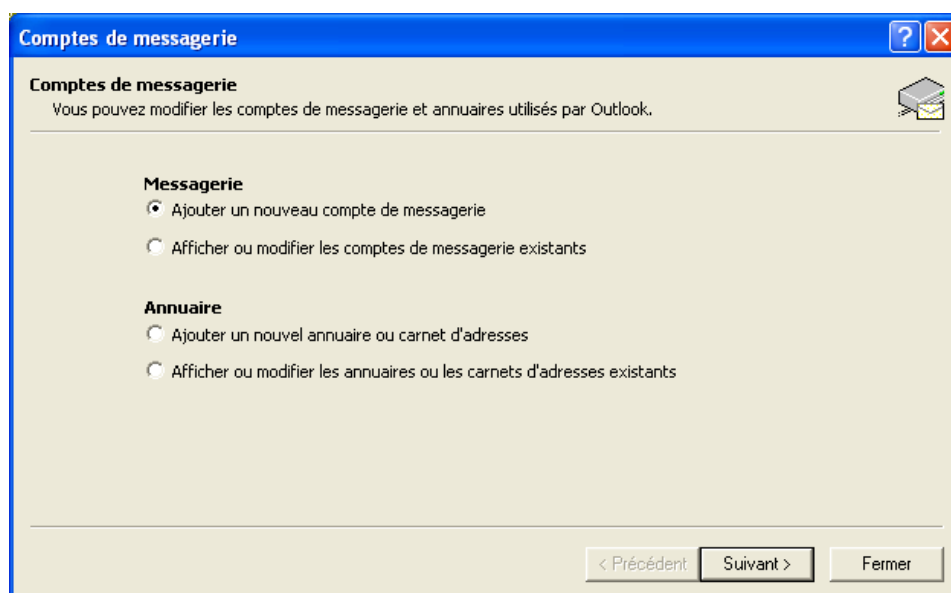 Comptes de messagerie
Comptes de messagerie
Vous pouvez modifier les comptes de messagerie et annuaires utilisés par Outlook.
Messagerie
Ajouter un nouveau compte de messagerie
Afficher ou modifier les comptes de messagerie existants
Annuaire
Ajouter un nouvel annuaire ou carnet d'adresses
Afficher ou modifier les annuaires ou les carnets d'adresses existants
< Précédent Suivant > Fermer